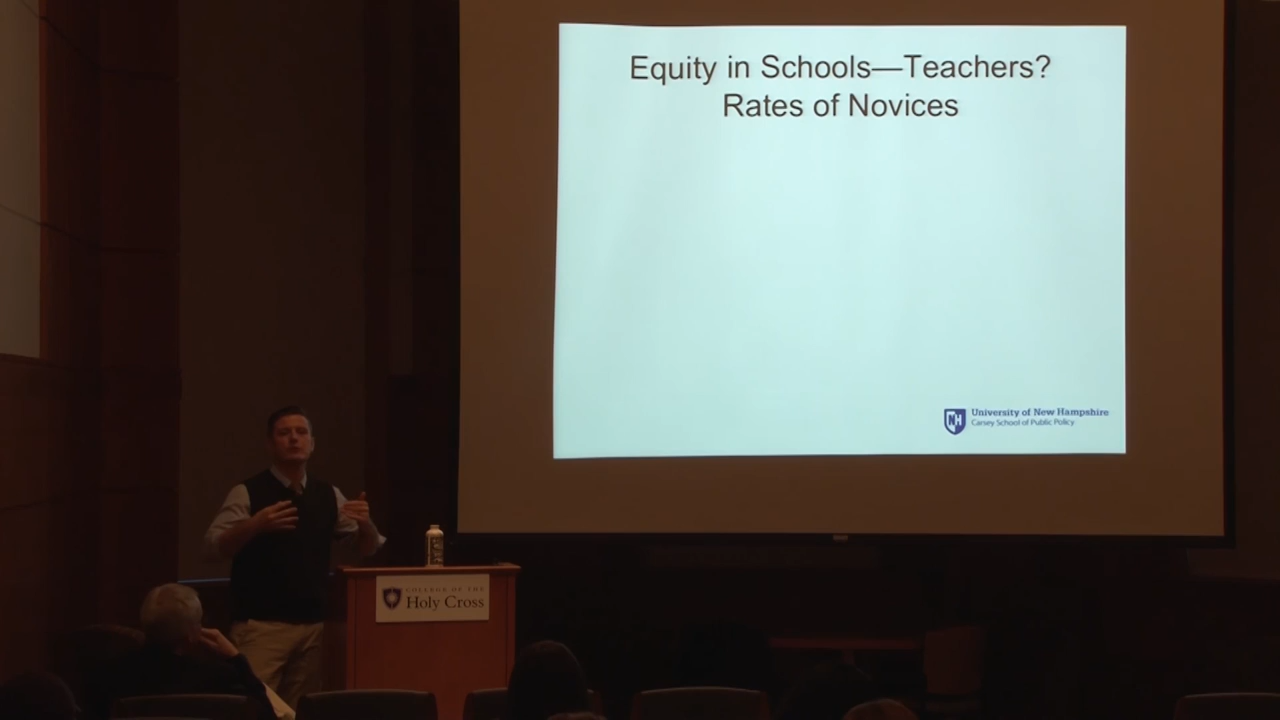 Equity in Schools—Teachers?
Rates of Novices
University of New Hampshire
Carsey School of Public Policy
COLLEGE OF THE
Holy Cross